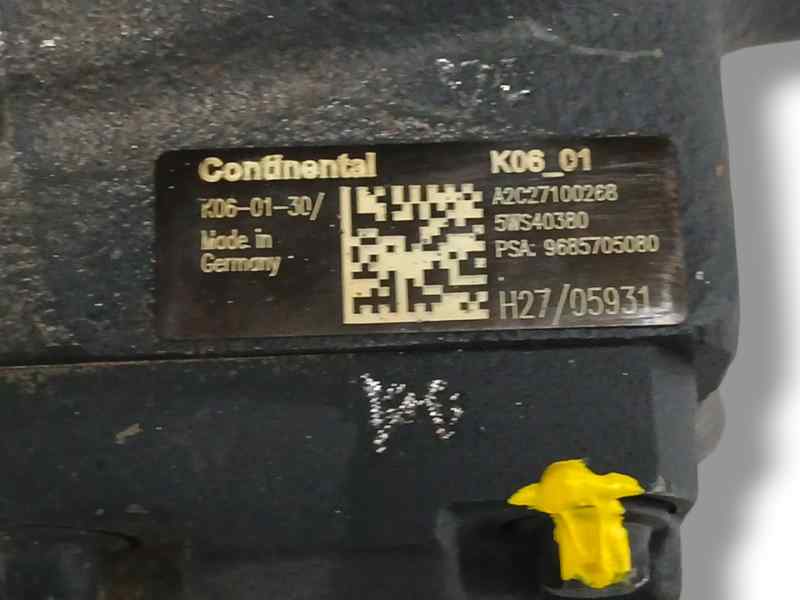 Continental
K06-01-30/
Made in
Germany
K06_01
A2C27100268
5WS40380
PSA: 9685705080
H27/05931